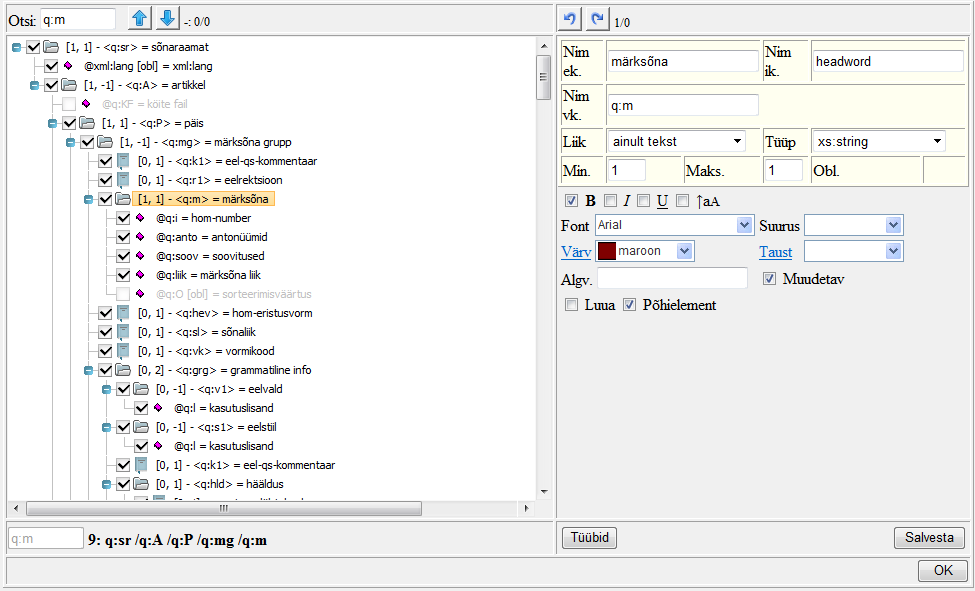 Otsi: q:m -: 0/0
[1, 1] - <q:sr> = sõnaraamat
@xml:lang [obl] = xml:lang
[1, -1] - <q:A> = artikkel
@q:KF = köite fail
[1, 1] - <q:P> = päis
[1, -1] - <q:mg> = märksõna grupp
[0, 1] - <q:k1> = eel-qs-kommentaar
[0, 1] - <q:r1> = eelrektsioon
[1, 1] - <q:m> = märksõna
@q:i = hom-number
@q:anto = antonüümid
@q:soov = soovitused
@q:liik = märksõna liik
@q:O [obl] = sorteerimisväärtus
[0, 1] - <q:hev> = hom-eristusvorm
[0, 1] - <q:sl> = sõnaliik
[0, 1] - <q:vk> = vormikood
[0, 2] - <q:grg> = grammatiline info
[0, -1] - <q:v1> = eelvald
@q:l = kasutuslisand
[0, -1] - <q:s1> = eelstiil
@q:l = kasutuslisand
[0, 1] - <q:k1> = eel-qs-kommentaar
[0, 1] - <q:hld> = hääldus
q:m 9: q:sr /q:A /q:P /q:mg /q:m
1/0
Nim ek. märksõna Nim ik. headword
Nim vk. q:m
Liik ainult tekst Tüüp xs:string
Min. 1 Maks. 1 Obl.
B I U ↑aA
Font Arial Suurus
Värv maroon Taust
Algv. Muudetav
Luua Põhielement
Tüübid Salvesta
OK